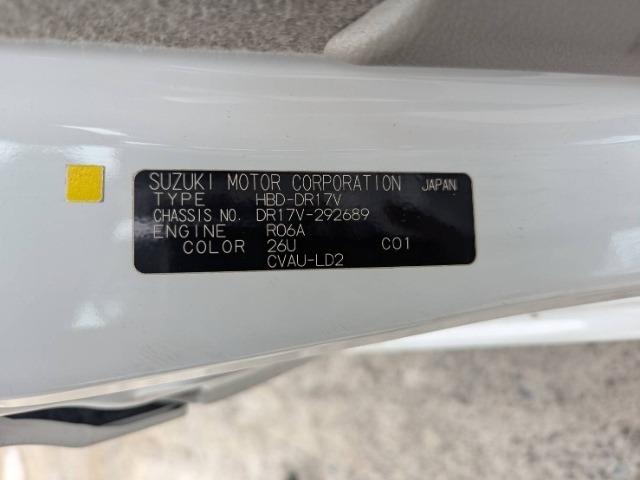 SUZUKI MOTOR CORPORATION JAPAN
TYPE HBD-DR17V
CHASSIS NO. DR17V-292689
ENGINE R06A
COLOR 26U C01
CVAU-LD2